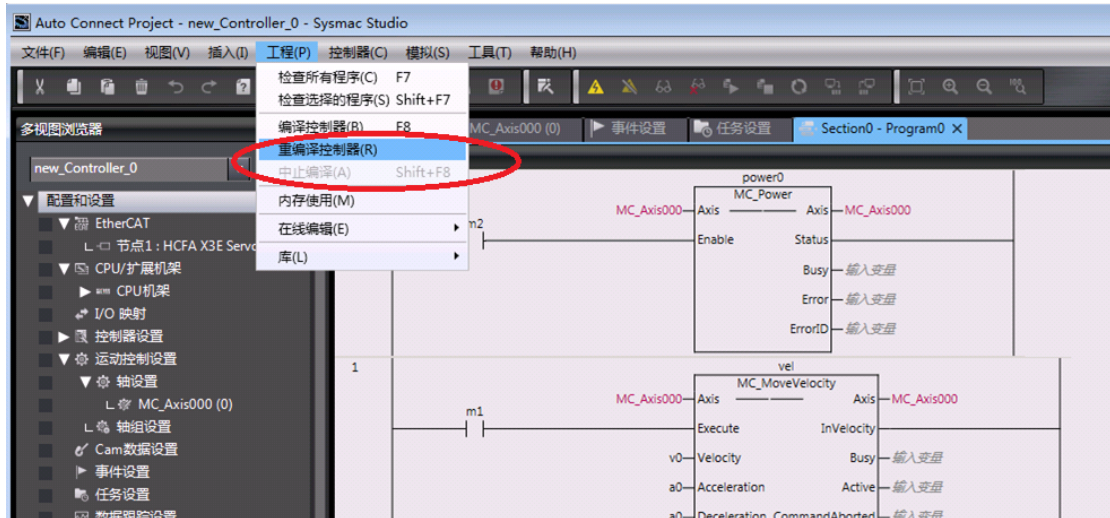 Auto Connect Project - new_Controller_0 - Sysmac Studio
文件(F) 编辑(E) 视图(V) 插入(I) 工程(P) 控制器(C) 模拟(S) 工具(T) 帮助(H)
检查所有程序(C) F7
检查选择的程序(S) Shift+F7
编译控制器(B) F8
重编译控制器(R)
中止编译(A) Shift+F8
内存使用(M)
在线编辑(E)
库(L)
多视图浏览器
MC_Axis000 (0) 事件设置 任务设置 Section0 - Program0
new_Controller_0
配置和设置
EtherCAT
节点1 : HCFA X3E Servo
CPU/扩展机架
CPU机架
I/O 映射
控制器设置
运动控制设置
轴设置
MC_Axis000 (0)
轴组设置
Cam数据设置
事件设置
任务设置
数据跟踪设置
power0
MC_Power
MC_Axis000 Axis Axis MC_Axis000
m2
Enable Status
Busy 输入变量
Error 输入变量
ErrorID 输入变量
1
vel
MC_MoveVelocity
MC_Axis000 Axis Axis MC_Axis000
m1
Execute InVelocity
v0 Velocity Busy 输入变量
a0 Acceleration Active 输入变量
a0 Deceleration CommandAborted 输入变量